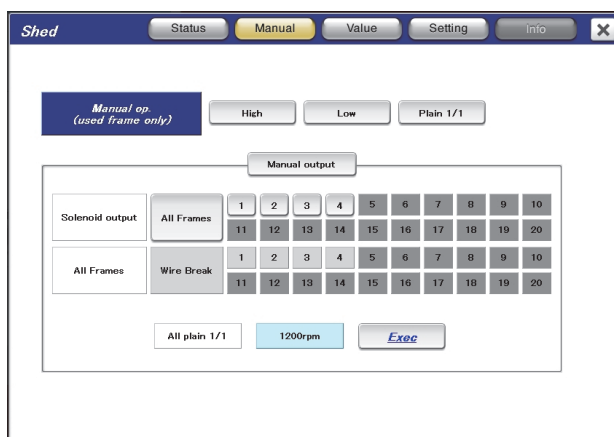 Shed Status Manual Value Setting Info
Manual op.
(used frame only)
High Low Plain 1/1
Manual output
Solenoid output All Frames
1 2 3 4 5 6 7 8 9 10
11 12 13 14 15 16 17 18 19 20
All Frames Wire Break
1 2 3 4 5 6 7 8 9 10
11 12 13 14 15 16 17 18 19 20
All plain 1/1 1200rpm Exec